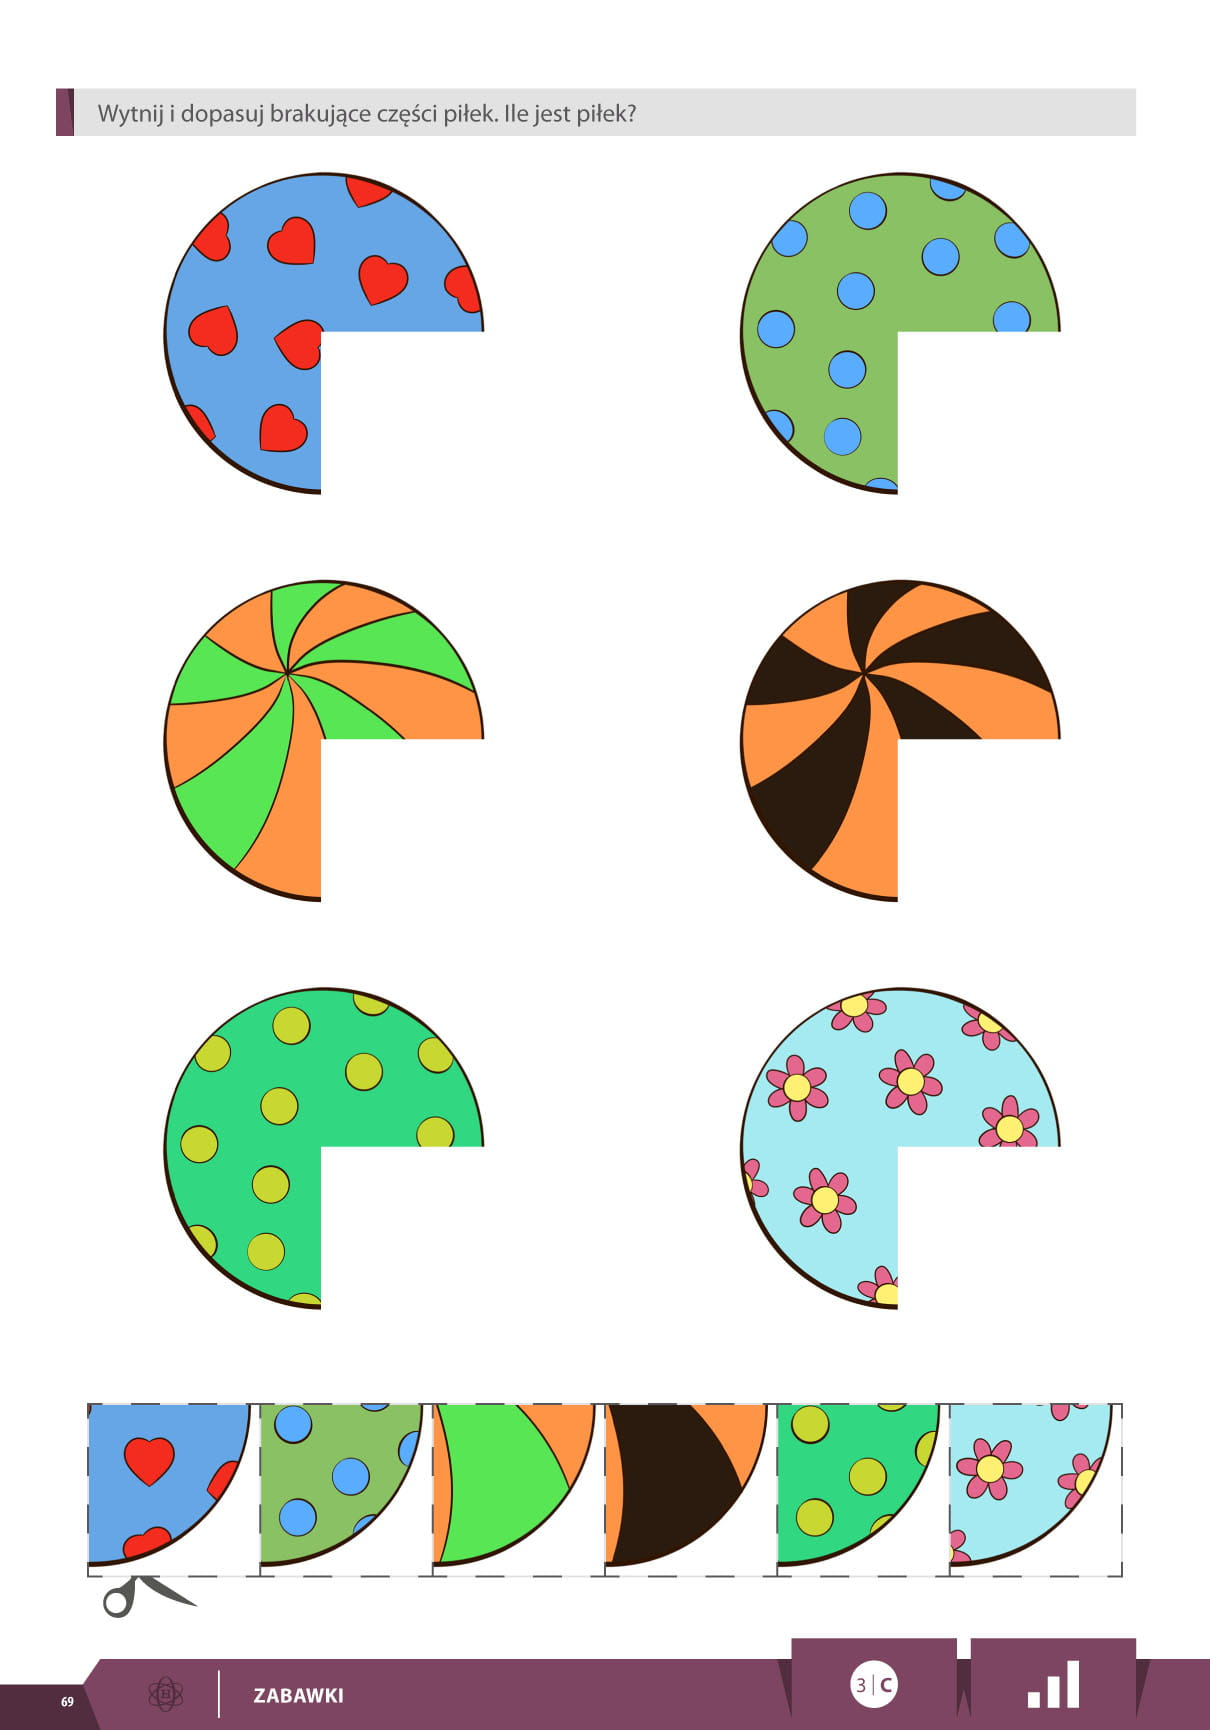 Wytnij i dopasuj brakujące części piłek. Ile jest piłek?
69
H
ZABAWKI
3|C